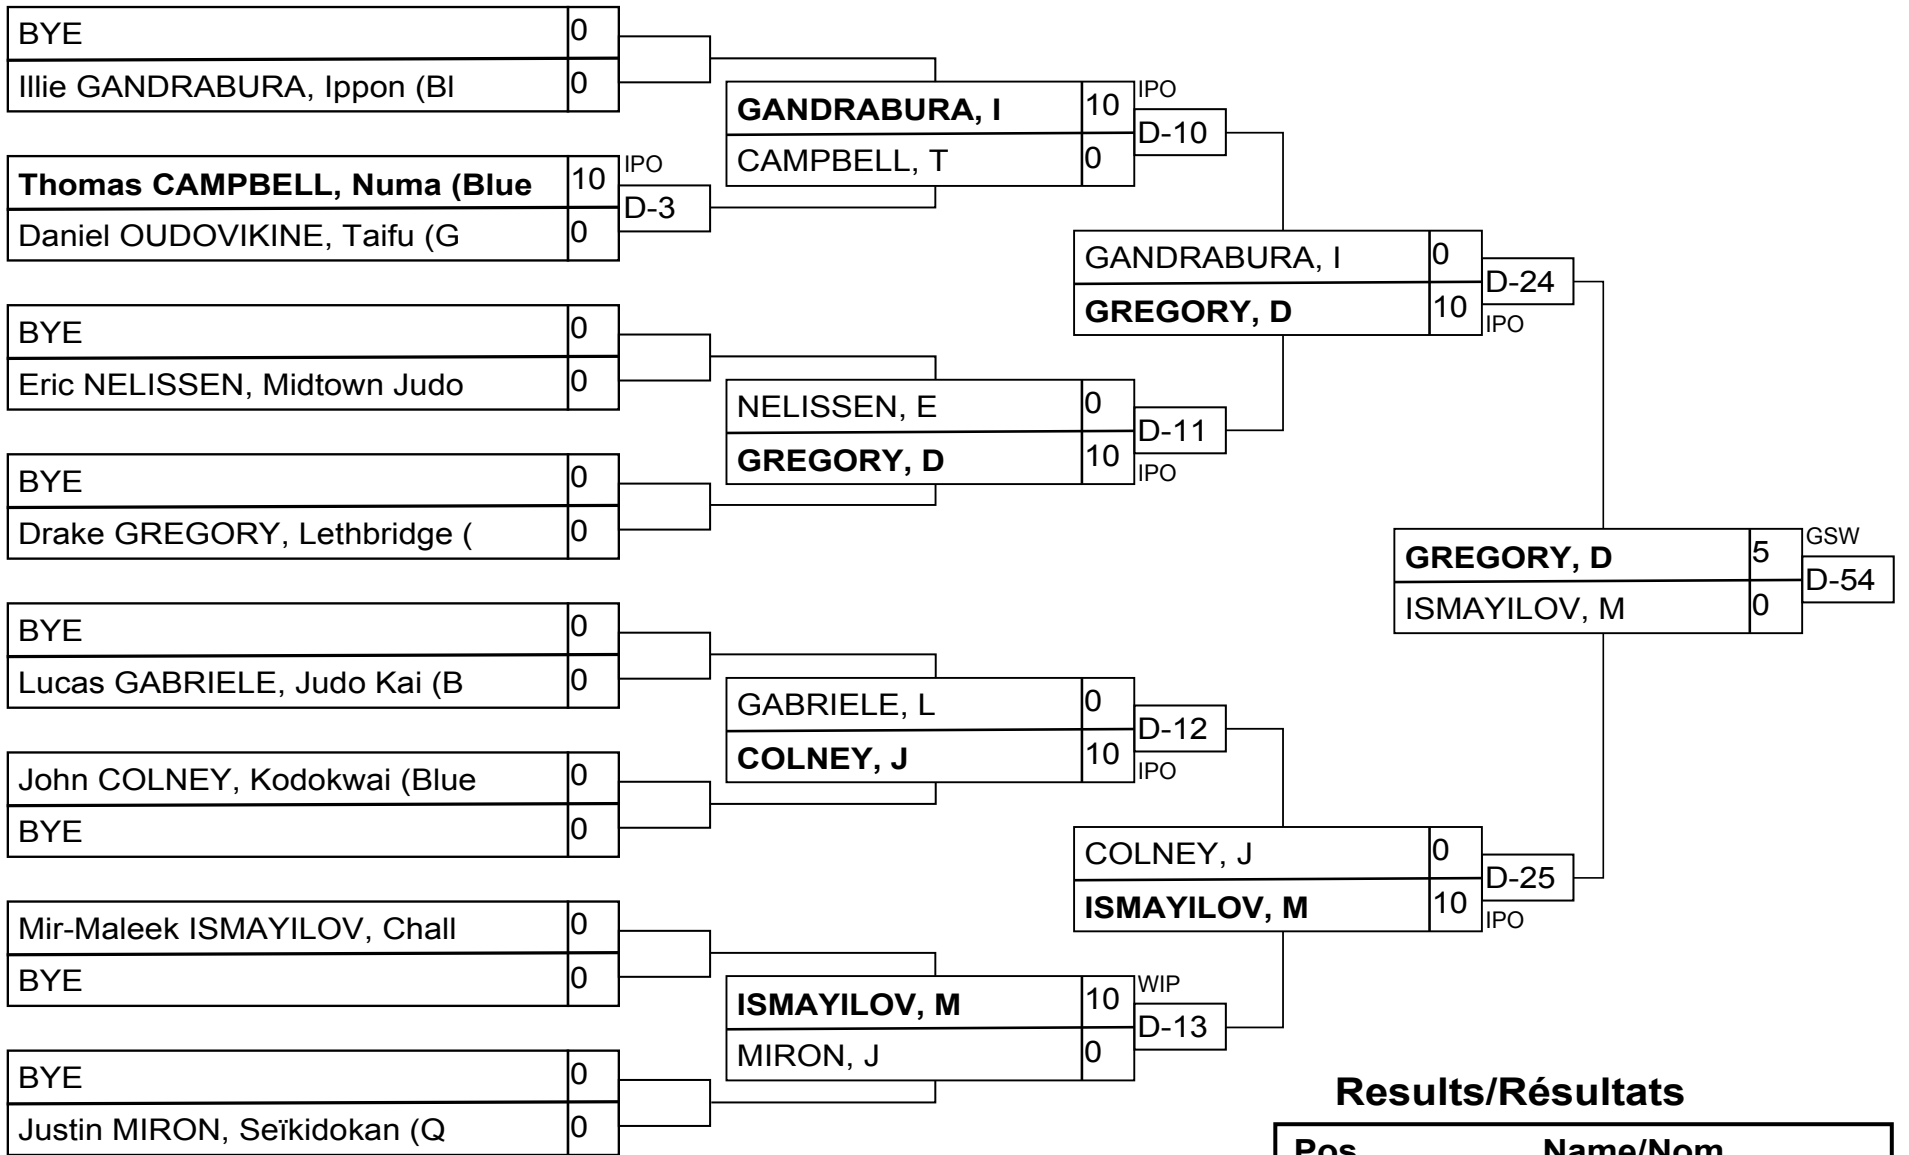 BYE 0
Illie GANDRABURA, Ippon (Bl 0
Thomas CAMPBELL, Numa (Blue 10 IPO
D-3
Daniel OUDOVIKINE, Taifu (G 0
BYE 0
Eric NELISSEN, Midtown Judo 0
BYE 0
Drake GREGORY, Lethbridge ( 0
BYE 0
Lucas GABRIELE, Judo Kai (B 0
John COLNEY, Kodokwai (Blue 0
BYE 0
Mir-Maleek ISMAYILOV, Chall 0
BYE 0
BYE 0
Justin MIRON, Seïkidokan (Q 0
GANDRABURA, I 10 IPO
D-10
CAMPBELL, T 0
NELISSEN, E 0
D-11
GREGORY, D 10 IPO
GABRIELE, L 0
D-12
COLNEY, J 10 IPO
ISMAYILOV, M 10 WIP
D-13
MIRON, J 0
GANDRABURA, I 0
D-24
GREGORY, D 10 IPO
COLNEY, J 0
D-25
ISMAYILOV, M 10 IPO
GREGORY, D 5 GSW
D-54
ISMAYILOV, M 0
Results/Résultats
Pos Name/Nom